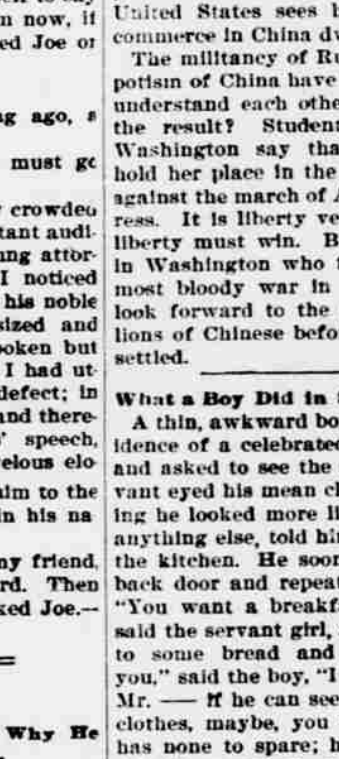 n now, if
ed Joe or
ng ago, a
must go
crowded
tant audi-
ung attor-
I noticed
his noble
sized and
poken but
I had ut-
defect; in
and there-
speech,
velous elo
him to the
in his na
ny friend,
rd. Then
ked Joe.—
Why He
United States sees
commerce in China
The militancy of Ru
potism of China have
understand each othe
the result? Student
Washington say tha
hold her place in the
against the march of A
ress. It is liberty ve
liberty must win. B
in Washington who
most bloody war in
look forward to the
lions of Chinese befo
settled.
What a Boy Did in
A thin, awkward bo
idence of a celebrated
and asked to see the
vant eyed his mean cl
ing he looked more li
anything else, told hi
the kitchen. He soon
back door and repeat
"You want a breakf
said the servant girl,
to some bread and
you," said the boy, "I
Mr. — If he can see
clothes, maybe, you
has none to spare; h